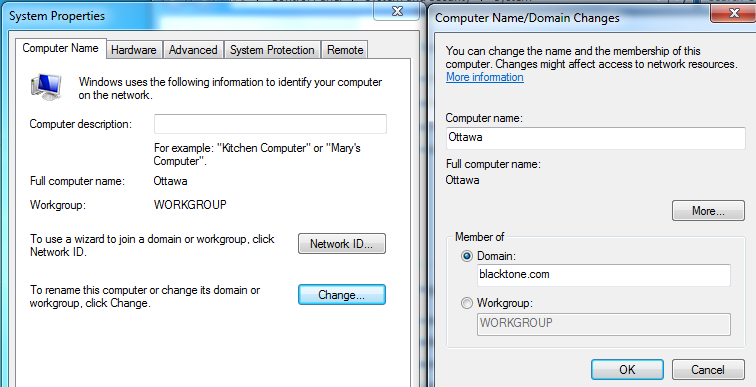 System Properties
Computer Name
Hardware
Advanced
System Protection
Remote
Windows uses the following information to identify your computer
on the network.
Computer description:
For example: "Kitchen Computer" or "Mary's
Computer".
Full computer name:
Ottawa
Workgroup:
WORKGROUP
To use a wizard to join a domain or workgroup, click
Network ID.
Network ID...
To rename this computer or change its domain or
workgroup, click Change.
Change...
Computer Name/Domain Changes
You can change the name and the membership of this
computer. Changes might affect access to network resources.
More information
Computer name:
Ottawa
Full computer name:
Ottawa
More...
Member of
Domain:
blacktone.com
Workgroup:
WORKGROUP
OK
Cancel